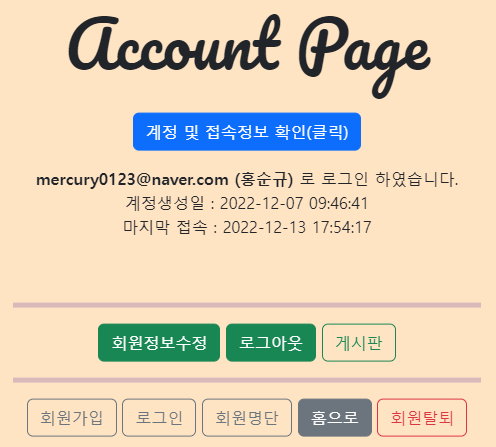 Account Page
계정 및 접속정보 확인(클릭)
mercury0123@naver.com (홍순규) 로 로그인 하였습니다.
계정생성일 : 2022-12-07 09:46:41
마지막 접속 : 2022-12-13 17:54:17
회원정보수정 로그아웃 게시판
회원가입 로그인 회원명단 홈으로 회원탈퇴